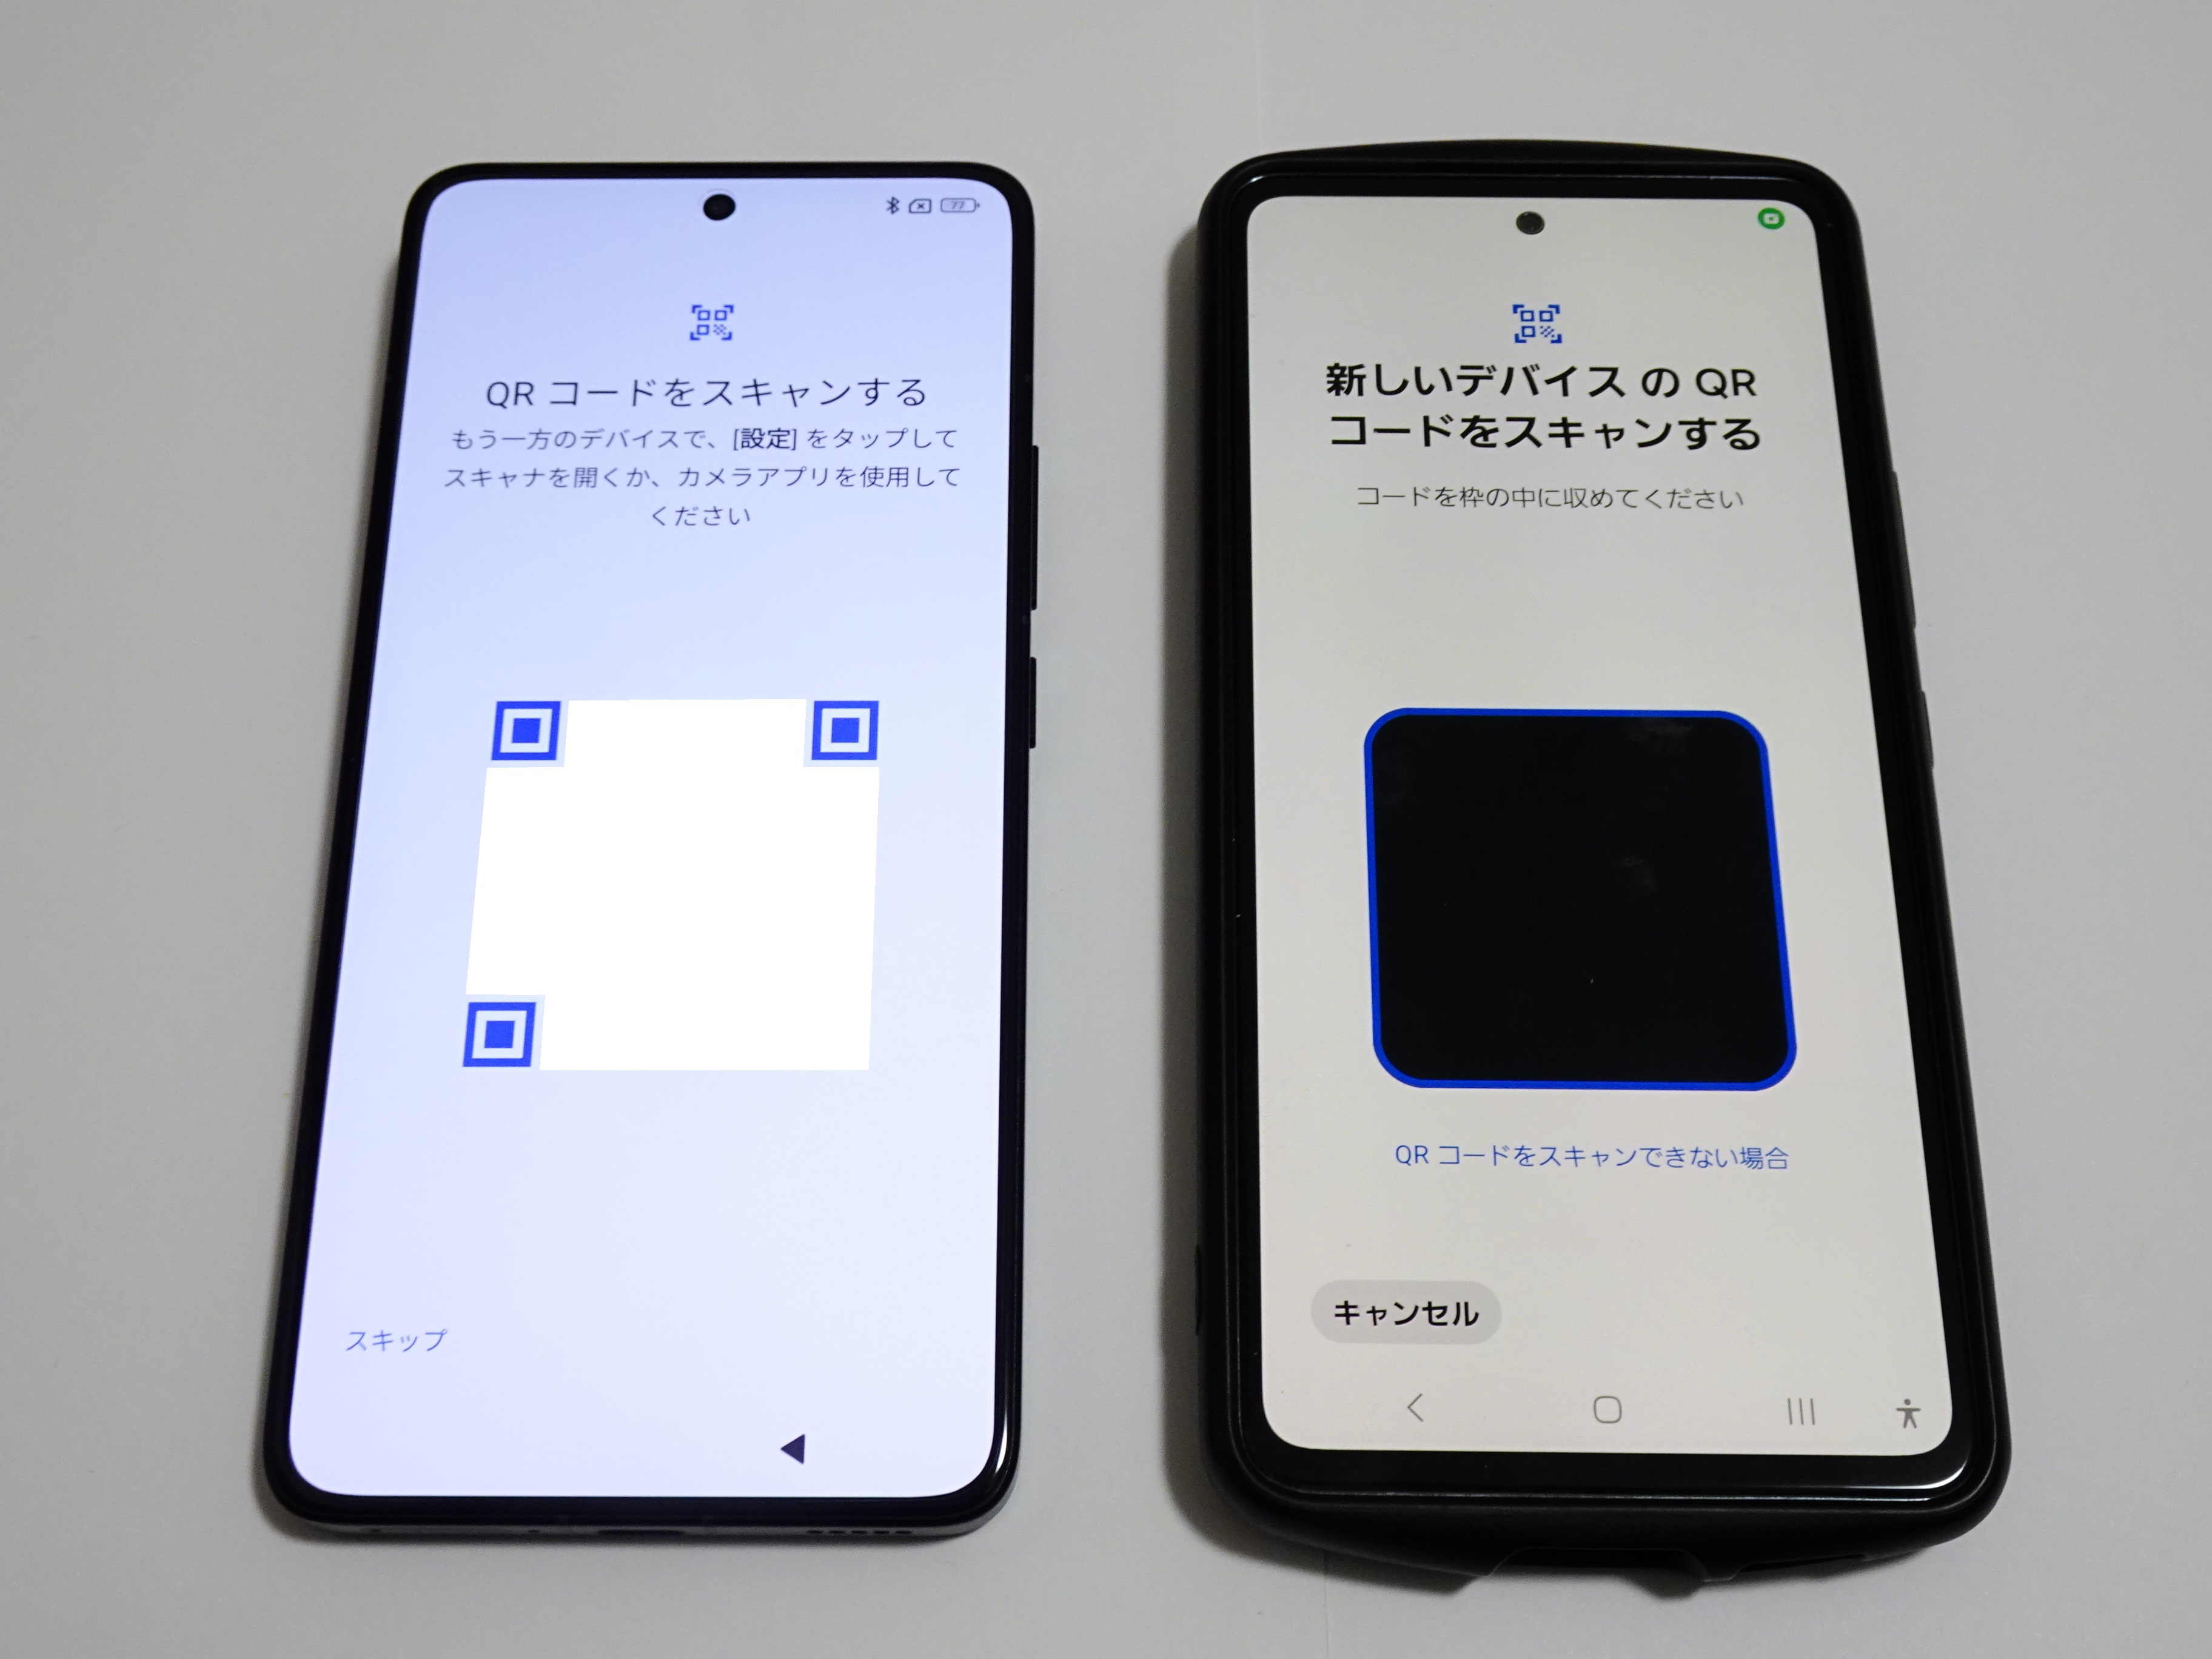 77
QR コードをスキャンする
もう一方のデバイスで、[設定] をタップして
スキャナを開くか、カメラアプリを使用して
ください
スキップ
新しいデバイス の QR
コードをスキャンする
コードを枠の中に収めてください
QR コードをスキャンできない場合
キャンセル